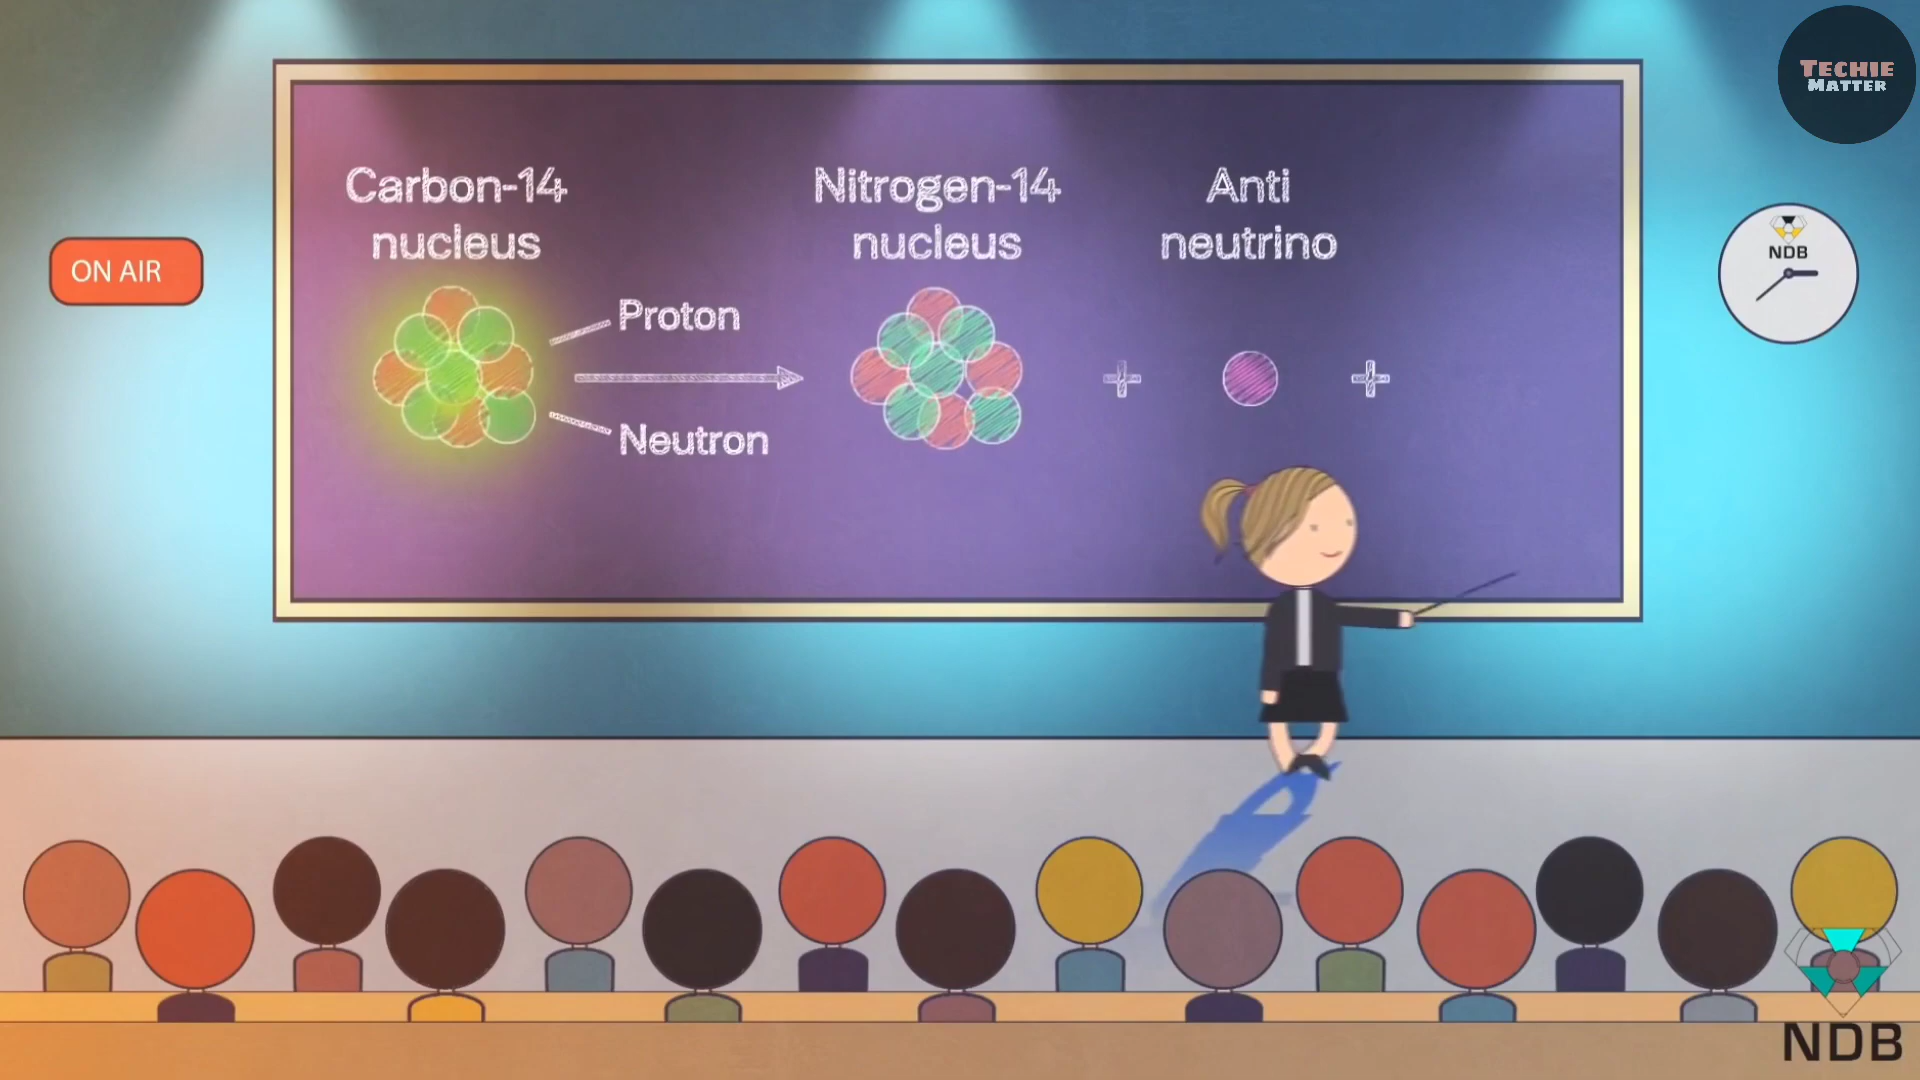 TECHIE
MATTER
Carbon-14
nucleus
Nitrogen-14
nucleus
Anti
neutrino
ON AIR
NDB
Proton
Neutron
+
+
NDB